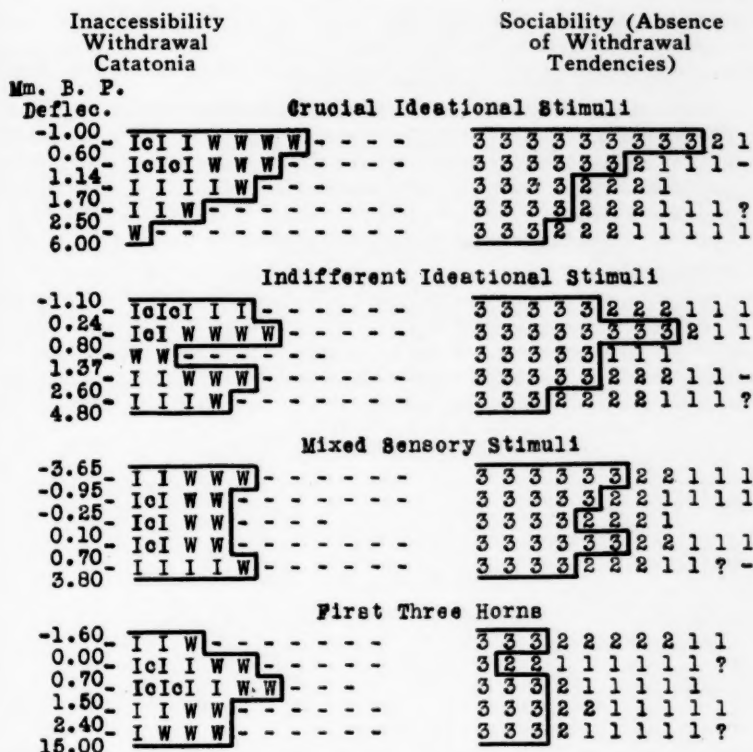 Inaccessibility
Withdrawal
Catatonia
Sociability (Absence
of Withdrawal
Tendencies)
Mm. B. P.
Deflec.
Crucial Ideational Stimuli
-1.00-
IcI I W W W W - - - - 3 3 3 3 3 3 3 3 3 2 1
0.60-
IcIcI W W W - - - - - 3 3 3 3 3 3 2 1 1 1 -
1.14-
I I I I W - - - 3 3 3 3 2 2 2 1
1.70-
I I W - - - - - - - - 3 3 3 3 2 2 2 1 1 1 ?
2.50-
W - - - - - - - - - - 3 3 3 2 2 2 1 1 1 1 1
6.00
Indifferent Ideational Stimuli
-1.10-
IcIcI I I - - - - - - 3 3 3 3 3 2 2 2 1 1 1
0.24-
IcI W W W W - - - - - 3 3 3 3 3 3 3 3 2 1 1
0.80-
W W - - - - - - 3 3 3 3 3 1 1 1
1.37-
I I W W W - - - - - - 3 3 3 3 3 2 2 2 1 1 -
2.60-
I I I W - - - - - - - 3 3 3 2 2 2 2 1 1 1 ?
4.80-
Mixed Sensory Stimuli
-3.65-
I I W W W - - - - - - 3 3 3 3 3 3 2 2 1 1 1
-0.95-
IcI W W - - - - - - - 3 3 3 3 3 2 2 1 1 1 1
-0.25-
IcI W W - - - - 3 3 3 3 2 2 2 1
0.10-
IcI W W - - - - - - - 3 3 3 3 3 3 2 2 1 1 1
0.70-
I I I I W - - - - - - 3 3 3 3 2 2 2 1 1 ? -
3.80
First Three Horns
-1.60-
I I W - - - - - - - 3 3 3 2 2 2 2 2 1 1
0.00-
IcI I W W - - - - - 3 2 2 1 1 1 1 1 1 ?
0.70-
IcIcI I W W - - - 3 3 3 2 1 1 1 1 1
1.50-
I I W W - - - - - - 3 3 3 2 2 1 1 1 1 1
2.40-
I W W W - - - - - - 3 3 3 2 1 1 1 1 1 ?
15.00